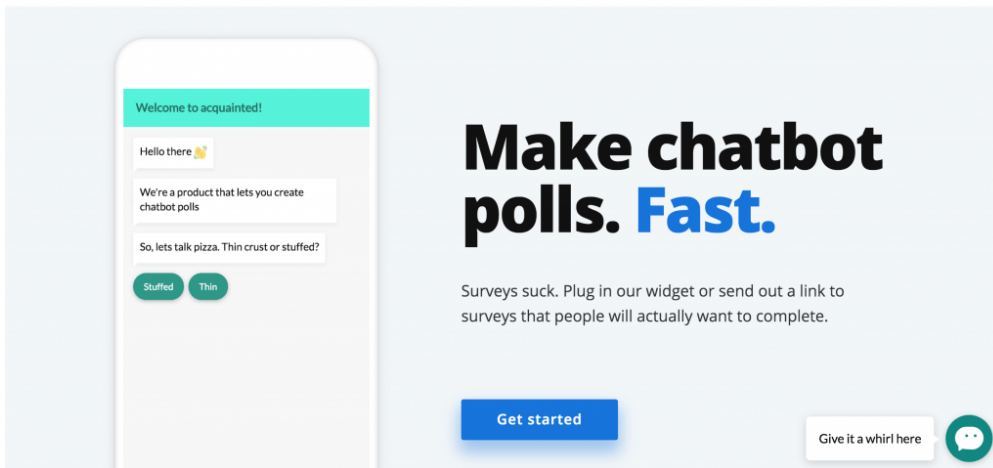 Welcome to acquainted!
Hello there 👋
We're a product that lets you create
chatbot polls
So, lets talk pizza. Thin crust or stuffed?
Stuffed
Thin
Make chatbot
polls. Fast.
Surveys suck. Plug in our widget or send out a link to
surveys that people will actually want to complete.
Get started
Give it a whirl here